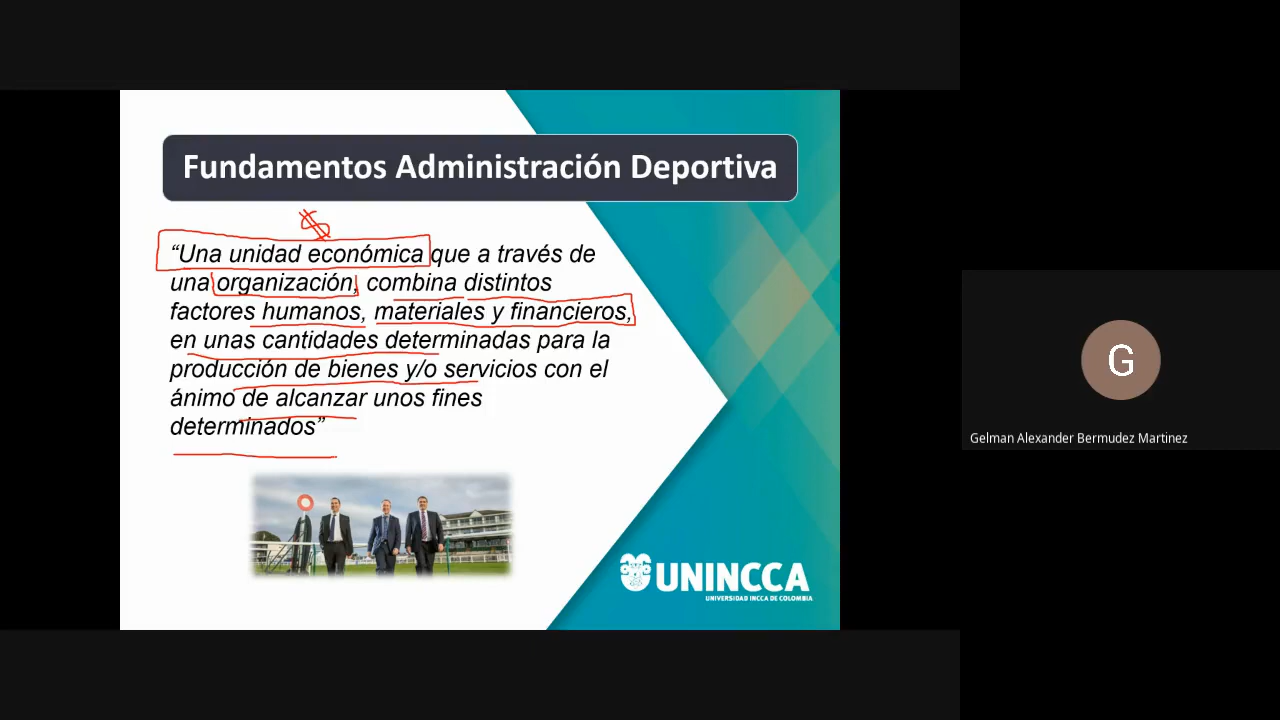 Fundamentos Administración Deportiva
$
“Una unidad económica que a través de
una organización, combina distintos
factores humanos, materiales y financieros,
en unas cantidades determinadas para la
producción de bienes y/o servicios con el
ánimo de alcanzar unos fines
determinados”
UNINCCA
UNIVERSIDAD INCCA DE COLOMBIA
G
Gelman Alexander Bermudez Martinez